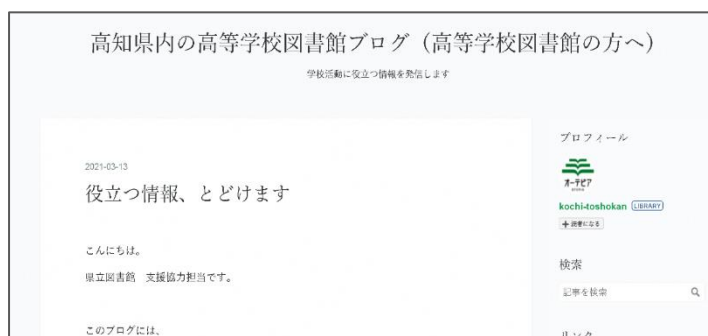 高知県内の高等学校図書館ブログ（高等学校図書館の方へ）
学校活動に役立つ情報を発信します
2021-03-13
役立つ情報、とどけます
こんにちは。
県立図書館　支援協力担当です。
このブログには、
プロフィール
オーテピア
kochi-toshokan LIBRARY
+ 読者になる
検索
記事を検索
リンク